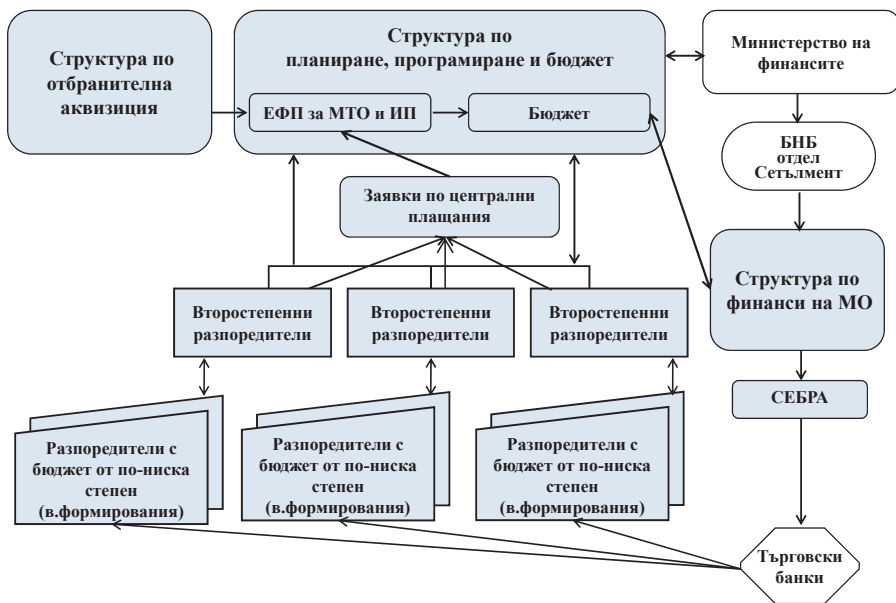 Структура по
отбранителна
аквизиция
Структура по
планиране, програмиране и бюджет
ЕФП за МТО и ИП
Бюджет
Министерство на
финансите
БНБ
отдел
Сетълмент
Заявки по централни
плащания
Структура по
финанси на МО
Второстепенни
разпоредители
Второстепенни
разпоредители
Второстепенни
разпоредители
СЕБРА
Разпоредители с
бюджет от по-ниска
степен
(в.формирования)
Разпоредители с
бюджет от по-ниска
степен
(в.формирования)
Разпоредители с
бюджет от по-ниска
степен
(в.формирования)
Търговски
банки